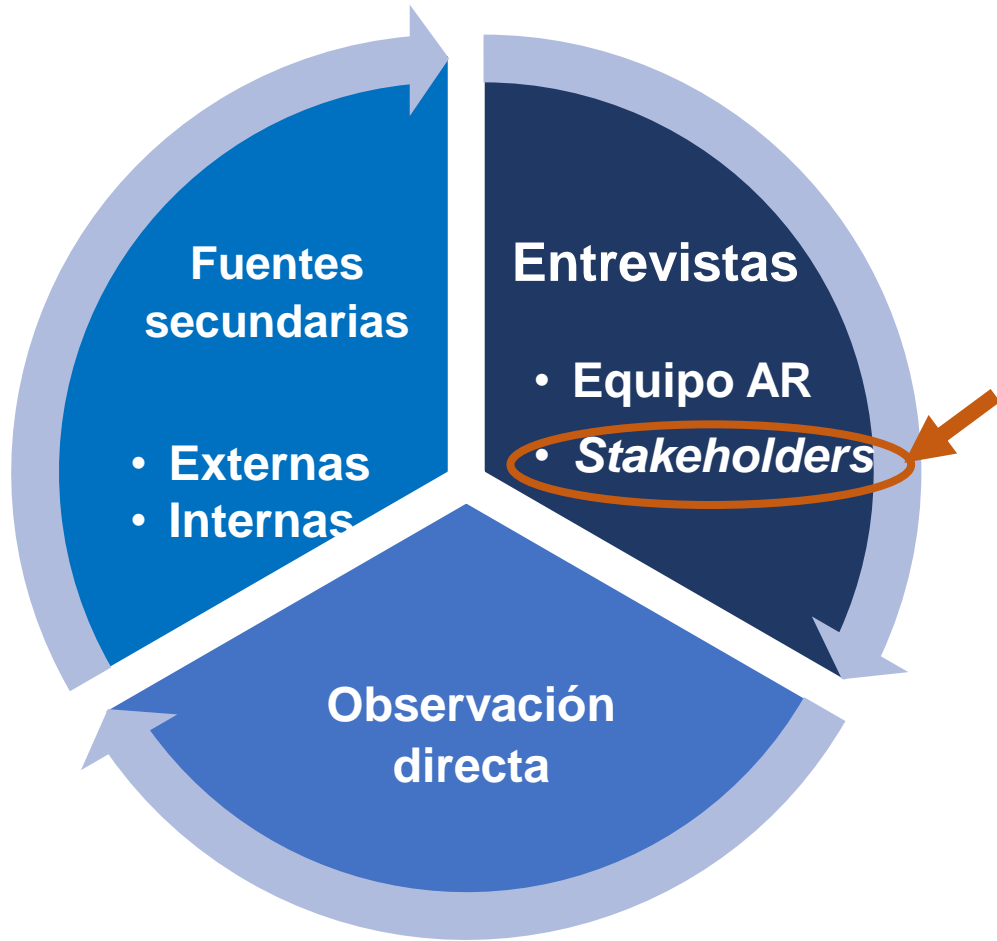 Fuentes
secundarias
• Externas
• Internas
Entrevistas
• Equipo AR
• Stakeholders
Observación
directa